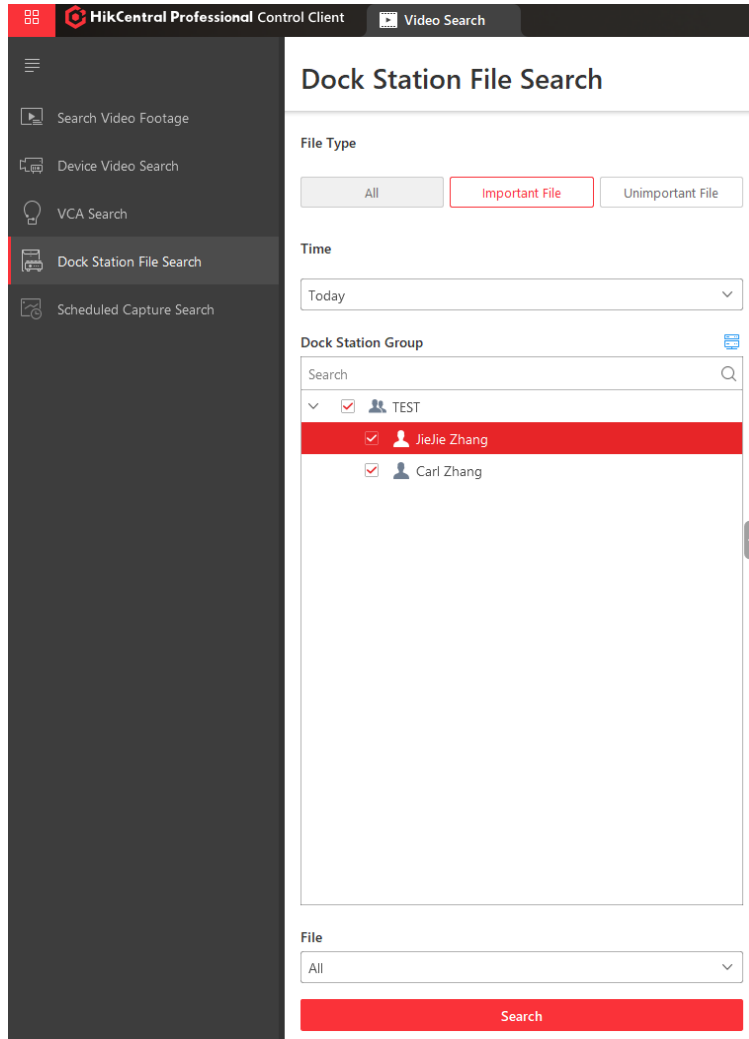 HikCentral Professional Control Client
Video Search
Search Video Footage
Device Video Search
VCA Search
Dock Station File Search
Scheduled Capture Search
Dock Station File Search
File Type
All Important File Unimportant File
Time
Today
Dock Station Group
Search
TEST
JieJie Zhang
Carl Zhang
File
All
Search